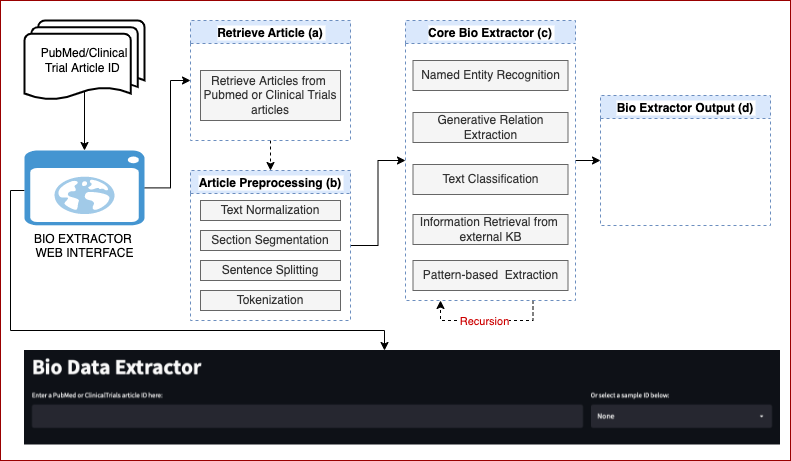 PubMed/Clinical
Trial Article ID
BIO EXTRACTOR
WEB INTERFACE
Retrieve Article (a)
Retrieve Articles from
Pubmed or Clinical Trials
articles
Article Preprocessing (b)
Text Normalization
Section Segmentation
Sentence Splitting
Tokenization
Core Bio Extractor (c)
Named Entity Recognition
Generative Relation
Extraction
Text Classification
Information Retrieval from
external KB
Pattern-based Extraction
Recursion
Bio Extractor Output (d)
Bio Data Extractor
Enter a PubMed or ClinicalTrials article ID here:
Or select a sample ID below:
None